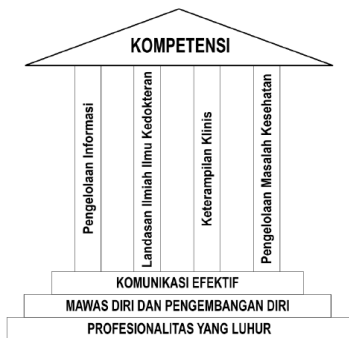 KOMPETENSI
Pengelolaan Informasi
Landasan Ilmiah Ilmu Kedokteran
Keterampilan Klinis
Pengelolaan Masalah Kesehatan
KOMUNIKASI EFEKTIF
MAWAS DIRI DAN PENGEMBANGAN DIRI
PROFESIONALITAS YANG LUHUR